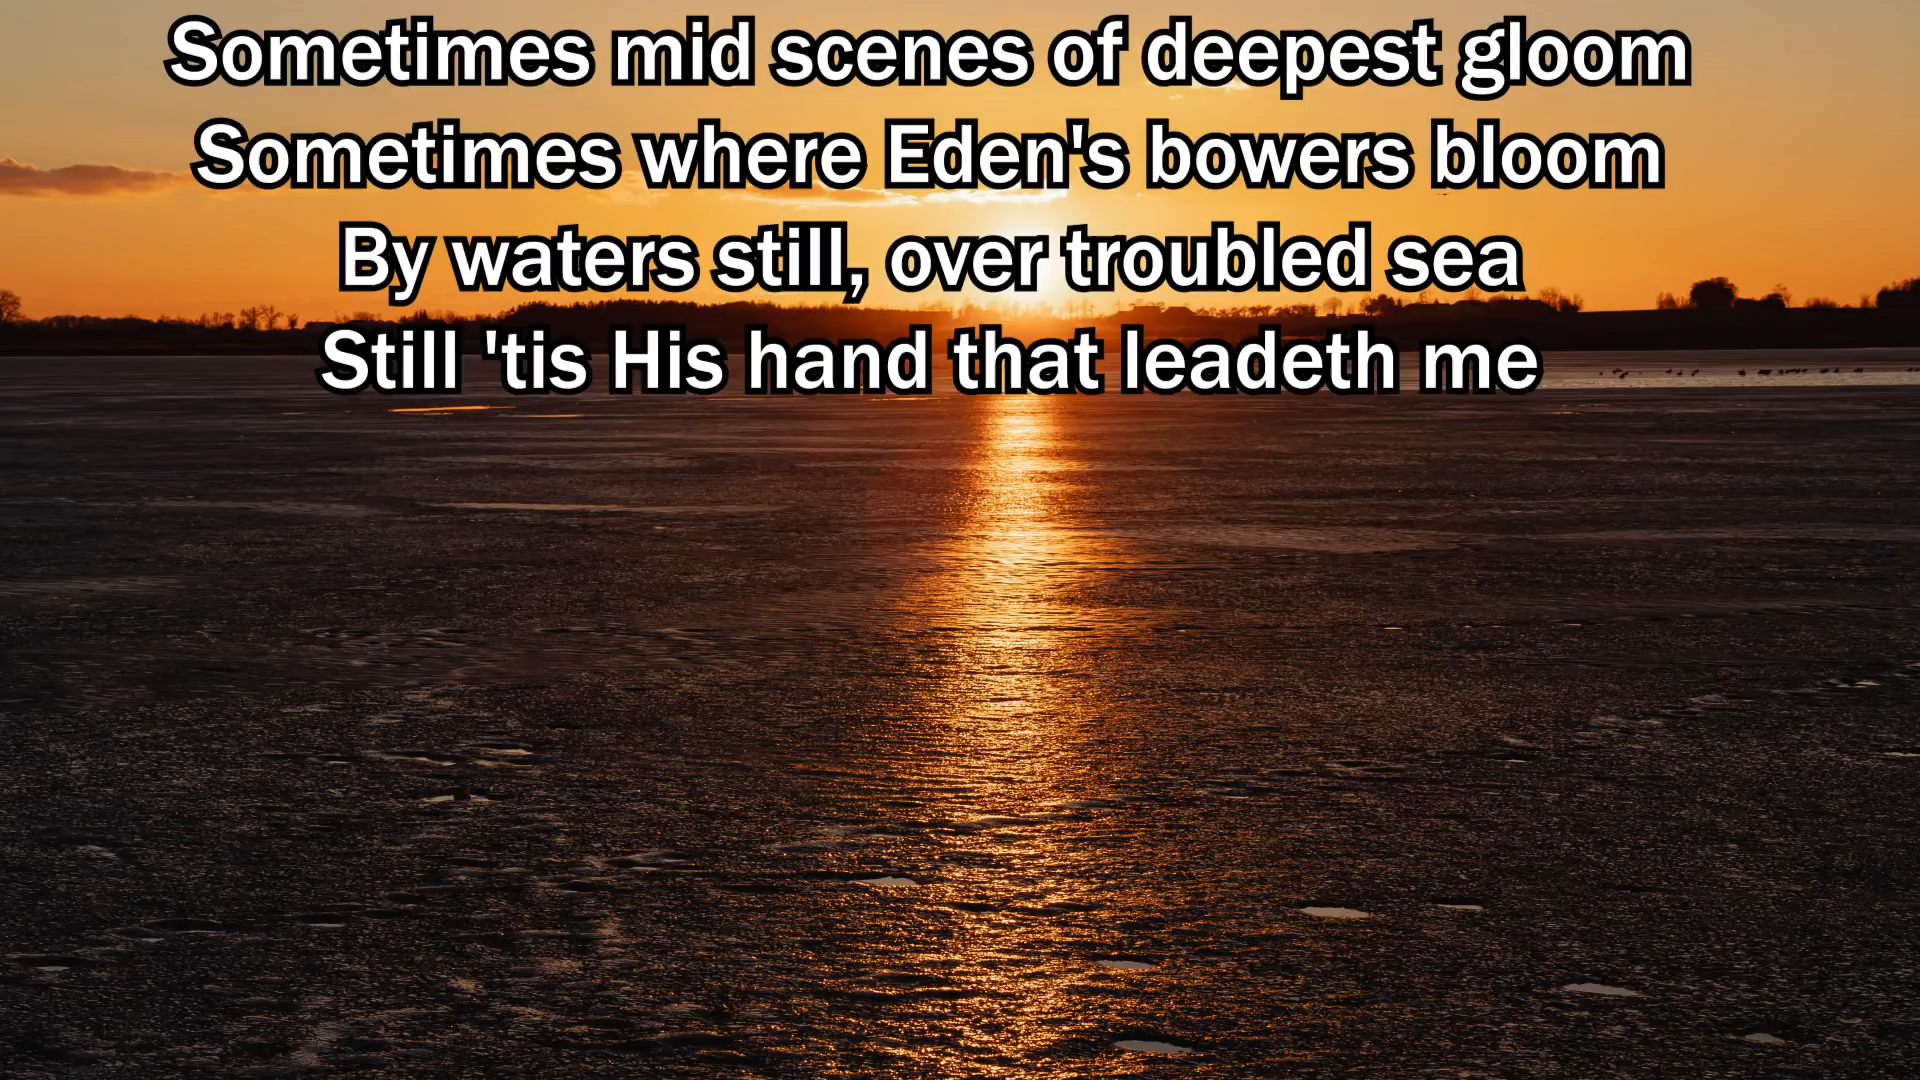 Sometimes mid scenes of deepest gloom
Sometimes where Eden's bowers bloom
By waters still, over troubled sea
Still 'tis His hand that leadeth me